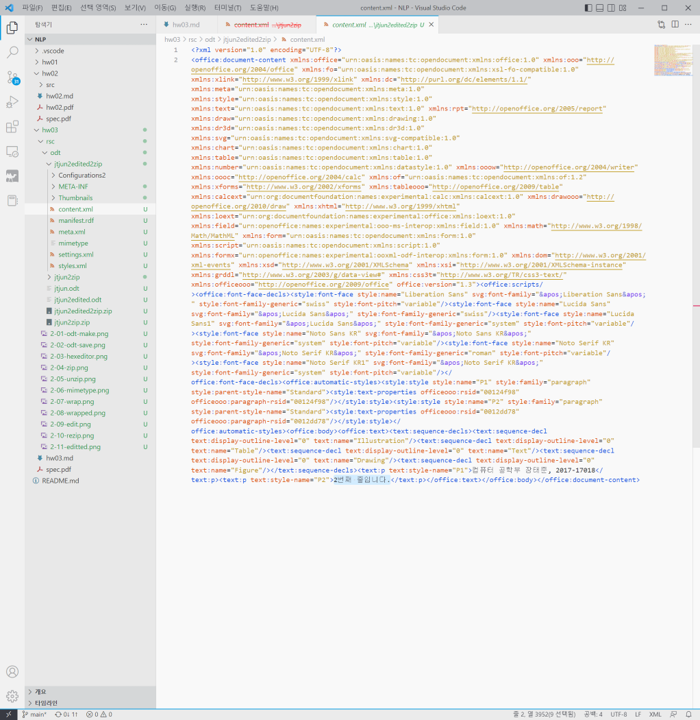 파일(F) 편집(E) 선택 영역(S) 보기(V) 이동(G) 실행(R) 터미널(T) 도움말(H)
content.xml - NLP - Visual Studio Code
탐색기
hw03.md
content.xml ...\jtjun2zip
content.xml ...\jtjun2edited2zip U
NLP
.vscode
hw01
hw02
src
hw02.md
hw02.pdf
spec.pdf
hw03
rsc
odt
jtjun2edited2zip
Configurations2
META-INF
Thumbnails
content.xml U
manifest.rdf U
meta.xml U
mimetype U
settings.xml U
styles.xml U
jtjun2zip
jtjun.odt U
jtjun2edited.odt U
jtjun2edited2zip.zip U
jtjun2zip.zip U
2-01-odt-make.png U
2-02-odt-save.png U
2-03-hexeditor.png U
2-04-zip.png U
2-05-unzip.png U
2-06-mimetype.png U
2-07-wrap.png U
2-08-wrapped.png U
2-09-edit.png U
2-10-rezip.png U
2-11-editted.png U
hw03.md
spec.pdf
README.md
개요
타임라인
hw03 > rsc > odt > jtjun2edited2zip > content.xml
1 <?xml version="1.0" encoding="UTF-8"?>
2 <office:document-content xmlns:office="urn:oasis:names:tc:opendocument:xmlns:office:1.0" xmlns:ooo="http://
openoffice.org/2004/office" xmlns:fo="urn:oasis:names:tc:opendocument:xmlns:xsl-fo-compatible:1.0"
xmlns:xlink="http://www.w3.org/1999/xlink" xmlns:dc="http://purl.org/dc/elements/1.1/"
xmlns:meta="urn:oasis:names:tc:opendocument:xmlns:meta:1.0"
xmlns:style="urn:oasis:names:tc:opendocument:xmlns:style:1.0"
xmlns:text="urn:oasis:names:tc:opendocument:xmlns:text:1.0" xmlns:rpt="http://openoffice.org/2005/report"
xmlns:draw="urn:oasis:names:tc:opendocument:xmlns:drawing:1.0"
xmlns:dr3d="urn:oasis:names:tc:opendocument:xmlns:dr3d:1.0"
xmlns:svg="urn:oasis:names:tc:opendocument:xmlns:svg-compatible:1.0"
xmlns:chart="urn:oasis:names:tc:opendocument:xmlns:chart:1.0"
xmlns:table="urn:oasis:names:tc:opendocument:xmlns:table:1.0"
xmlns:number="urn:oasis:names:tc:opendocument:xmlns:datastyle:1.0" xmlns:ooow="http://openoffice.org/2004/writer"
xmlns:oooc="http://openoffice.org/2004/calc" xmlns:of="urn:oasis:names:tc:opendocument:xmlns:of:1.2"
xmlns:xforms="http://www.w3.org/2002/xforms" xmlns:tableooo="http://openoffice.org/2009/table"
xmlns:calcext="urn:org:documentfoundation:names:experimental:calc:xmlns:calcext:1.0" xmlns:drawooo="http://
openoffice.org/2010/draw" xmlns:xhtml="http://www.w3.org/1999/xhtml"
xmlns:loext="urn:org:documentfoundation:names:experimental:office:xmlns:loext:1.0"
xmlns:field="urn:openoffice:names:experimental:ooo-ms-interop:xmlns:field:1.0" xmlns:math="http://www.w3.org/1998/
Math/MathML" xmlns:form="urn:oasis:names:tc:opendocument:xmlns:form:1.0"
xmlns:script="urn:oasis:names:tc:opendocument:xmlns:script:1.0"
xmlns:formx="urn:openoffice:names:experimental:ooxml-odf-interop:xmlns:form:1.0" xmlns:dom="http://www.w3.org/2001/
xml-events" xmlns:xsd="http://www.w3.org/2001/XMLSchema" xmlns:xsi="http://www.w3.org/2001/XMLSchema-instance"
xmlns:grddl="http://www.w3.org/2003/g/data-view#" xmlns:css3t="http://www.w3.org/TR/css3-text/"
xmlns:officeooo="http://openoffice.org/2009/office" office:version="1.3"><office:scripts/
><office:font-face-decls><style:font-face style:name="Liberation Sans" svg:font-family="&apos;Liberation Sans&apos;
" style:font-family-generic="swiss" style:font-pitch="variable"/><style:font-face style:name="Lucida Sans"
svg:font-family="&apos;Lucida Sans&apos;" style:font-family-generic="swiss"/><style:font-face style:name="Lucida
Sans1" svg:font-family="&apos;Lucida Sans&apos;" style:font-family-generic="system" style:font-pitch="variable"/
><style:font-face style:name="Noto Sans KR" svg:font-family="&apos;Noto Sans KR&apos;"
style:font-family-generic="system" style:font-pitch="variable"/><style:font-face style:name="Noto Serif KR"
svg:font-family="&apos;Noto Serif KR&apos;" style:font-family-generic="roman" style:font-pitch="variable"/
><style:font-face style:name="Noto Serif KR1" svg:font-family="&apos;Noto Serif KR&apos;"
style:font-family-generic="system" style:font-pitch="variable"/></
office:font-face-decls><office:automatic-styles><style:style style:name="P1" style:family="paragraph"
style:parent-style-name="Standard"><style:text-properties officeooo:rsid="00124f98"
officeooo:paragraph-rsid="00124f98"/></style:style><style:style style:name="P2" style:family="paragraph"
style:parent-style-name="Standard"><style:text-properties officeooo:rsid="0012dd78"
officeooo:paragraph-rsid="0012dd78"/></style:style></
office:automatic-styles><office:body><office:text><text:sequence-decls><text:sequence-decl
text:display-outline-level="0" text:name="Illustration"/><text:sequence-decl text:display-outline-level="0"
text:name="Table"/><text:sequence-decl text:display-outline-level="0" text:name="Text"/><text:sequence-decl
text:display-outline-level="0" text:name="Drawing"/><text:sequence-decl text:display-outline-level="0"
text:name="Figure"/></text:sequence-decls><text:p text:style-name="P1">컴퓨터 공학부 장태준, 2017-17018</
text:p><text:p text:style-name="P2">2번째 줄입니다.</text:p></office:text></office:body></office:document-content>
main* 0↓ 1↑ 0 0
줄 2, 열 3952(9 선택됨) 공백: 4 UTF-8 LF XML